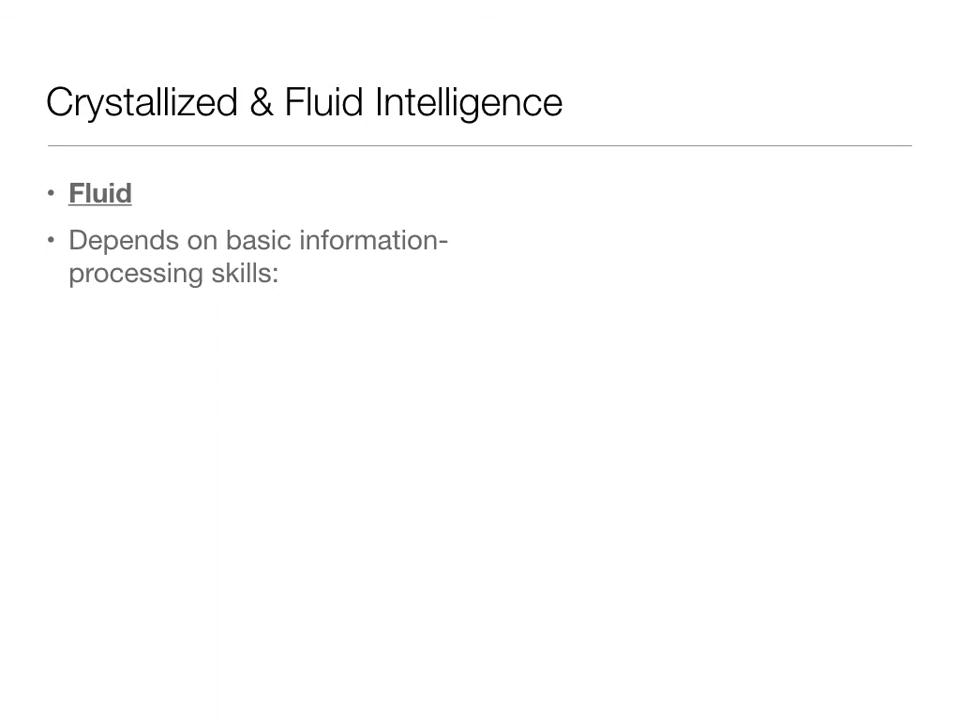 Crystallized & Fluid Intelligence
• Fluid
• Depends on basic information-
processing skills: